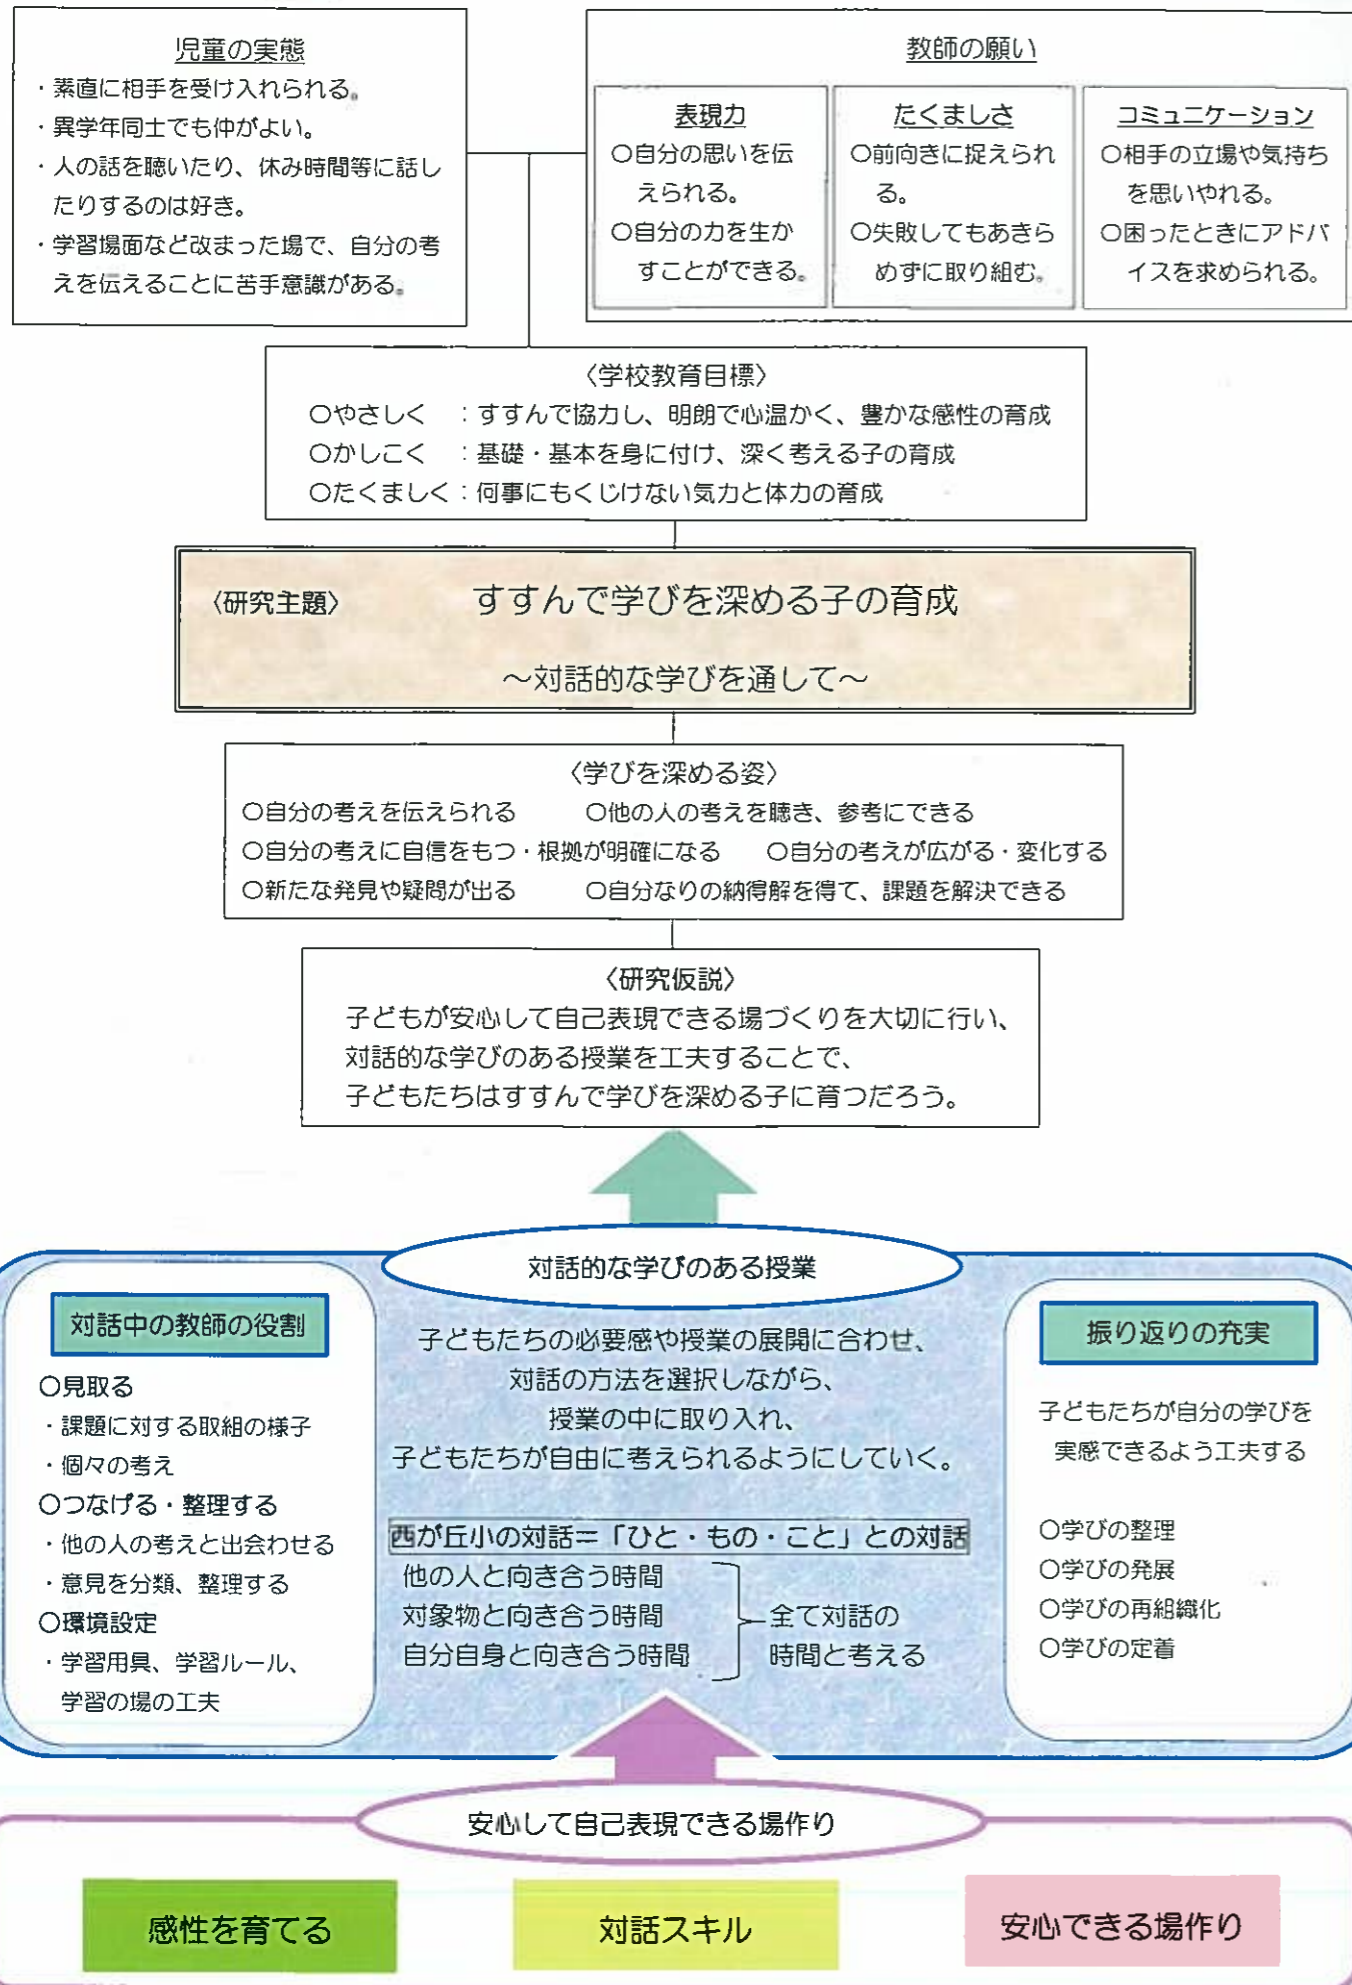 児童の実態
・素直に相手を受け入れられる。
・異学年同士でも仲がよい。
・人の話を聴いたり、休み時間等に話し
たりするのは好き。
・学習場面など改まった場で、自分の考
えを伝えることに苦手意識がある。
教師の願い
表現力
○自分の思いを伝
えられる。
○自分の力を生か
すことができる。
たくましさ
○前向きに捉えられ
る。
○失敗してもあきら
めずに取り組む。
コミュニケーション
○相手の立場や気持ち
を思いやれる。
○困ったときにアドバ
イスを求められる。
〈学校教育目標〉
○やさしく ：すすんで協力し、明朗で心温かく、豊かな感性の育成
○かしこく ：基礎・基本を身に付け、深く考える子の育成
○たくましく：何事にもくじけない気力と体力の育成
〈研究主題〉 すすんで学びを深める子の育成
～対話的な学びを通して～
〈学びを深める姿〉
○自分の考えを伝えられる ○他の人の考えを聴き、参考にできる
○自分の考えに自信をもつ・根拠が明確になる ○自分の考えが広がる・変化する
○新たな発見や疑問が出る ○自分なりの納得解を得て、課題を解決できる
〈研究仮説〉
子どもが安心して自己表現できる場づくりを大切に行い、
対話的な学びのある授業を工夫することで、
子どもたちはすすんで学びを深める子に育つだろう。
対話的な学びのある授業
対話中の教師の役割
○見取る
・課題に対する取組の様子
・個々の考え
○つなげる・整理する
・他の人の考えと出会わせる
・意見を分類、整理する
○環境設定
・学習用具、学習ルール、
学習の場の工夫
子どもたちの必要感や授業の展開に合わせ、
対話の方法を選択しながら、
授業の中に取り入れ、
子どもたちが自由に考えられるようにしていく。
西が丘小の対話＝「ひと・もの・こと」との対話
他の人と向き合う時間
対象物と向き合う時間
自分自身と向き合う時間
全て対話の
時間と考える
振り返りの充実
子どもたちが自分の学びを
実感できるよう工夫する
○学びの整理
○学びの発展
○学びの再組織化
○学びの定着
安心して自己表現できる場作り
感性を育てる
対話スキル
安心できる場作り